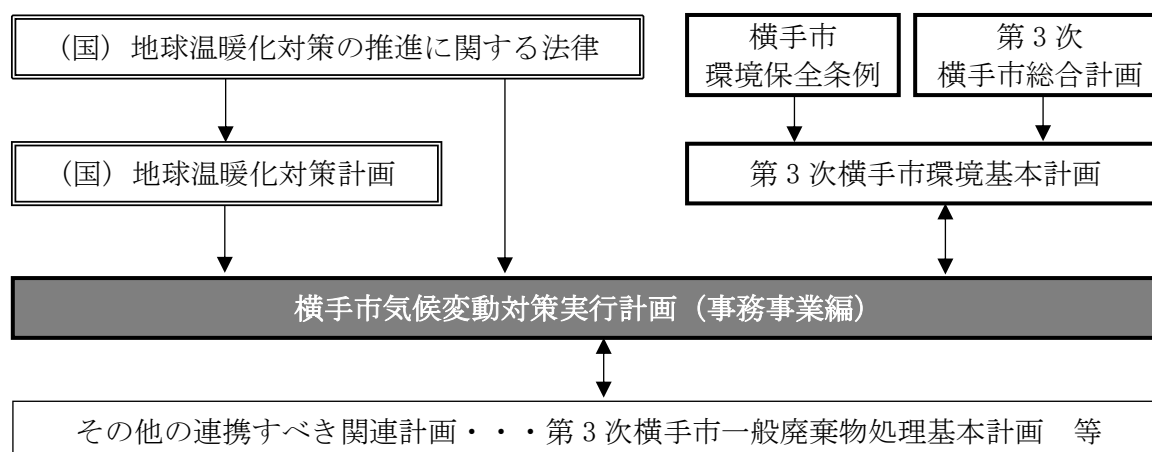 （国）地球温暖化対策の推進に関する法律
横手市
環境保全条例
第３次
横手市総合計画
（国）地球温暖化対策計画
第３次横手市環境基本計画
横手市気候変動対策実行計画（事務事業編）
その他の連携すべき関連計画・・・第３次横手市一般廃棄物処理基本計画　等